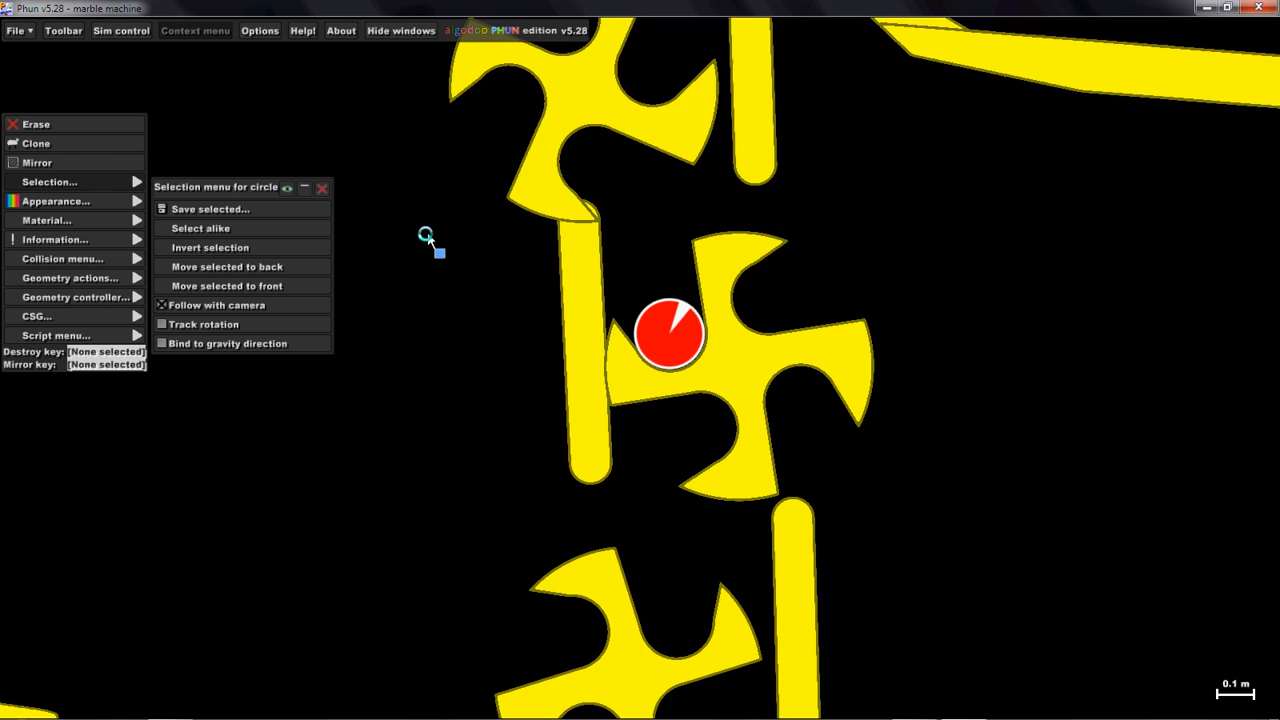 Phun v5.28 - marble machine
File Toolbar Sim control Context menu Options Help! About Hide windows algodoo PHUN edition v5.28
Erase
Clone
Mirror
Selection...
Appearance...
Material...
Information...
Collision menu...
Geometry actions...
Geometry controller...
CSG...
Script menu...
Destroy key: [None selected]
Mirror key: [None selected]
Selection menu for circle
Save selected...
Select alike
Invert selection
Move selected to back
Move selected to front
Follow with camera
Track rotation
Bind to gravity direction
0.1 m